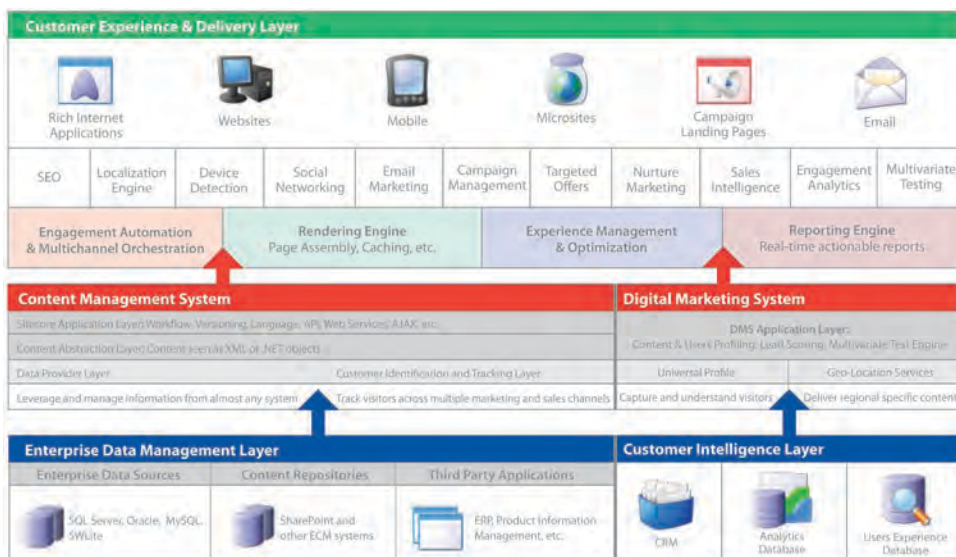 Customer Experience & Delivery Layer
Rich Internet
Applications
Websites
Mobile
Microsites
Campaign
Landing Pages
Email
SEO
Localization
Engine
Device
Detection
Social
Networking
Email
Marketing
Campaign
Management
Targeted
Offers
Nurture
Marketing
Sales
Intelligence
Engagement
Analytics
Multivariate
Testing
Engagement Automation
& Multichannel Orchestration
Rendering Engine
Page Assembly, Caching, etc.
Experience Management
& Optimization
Reporting Engine
Real-time actionable reports
Content Management System
Sitecore Application Layer: Workflow, Versioning, Language, API, Web Services, AJAX, etc.
Content Abstraction Layer: Content seen as XML or .NET objects
Data Provider Layer
Customer Identification and Tracking Layer
Leverage and manage information from almost any system
Track visitors across multiple marketing and sales channels
Digital Marketing System
DMS Application Layer:
Content & Users Profiling, Lead Scoring, Multivariate Test Engine
Universal Profile
Geo-Location Services
Capture and understand visitors
Deliver regional specific content
Enterprise Data Management Layer
Enterprise Data Sources
Content Repositories
Third Party Applications
SQL Server, Oracle, MySQL,
SWLite
SharePoint and
other ECM systems
ERP, Product Information
Management, etc.
Customer Intelligence Layer
CRM
Analytics
Database
Users Experience
Database